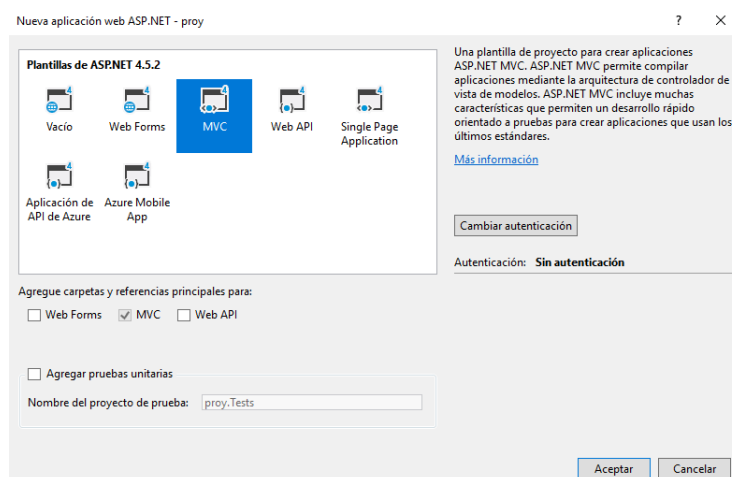 Nueva aplicación web ASP.NET - proy
?
Plantillas de ASP.NET 4.5.2
Vacío
Web Forms
MVC
Web API
Single Page
Application
Aplicación de
API de Azure
Azure Mobile
App
Una plantilla de proyecto para crear aplicaciones
ASP.NET MVC. ASP.NET MVC permite compilar
aplicaciones mediante la arquitectura de controlador de
vista de modelos. ASP.NET MVC incluye muchas
características que permiten un desarrollo rápido
orientado a pruebas para crear aplicaciones que usan los
últimos estándares.
Más información
Cambiar autenticación
Autenticación: Sin autenticación
Agregue carpetas y referencias principales para:
Web Forms
MVC
Web API
Agregar pruebas unitarias
Nombre del proyecto de prueba:
proy.Tests
Aceptar
Cancelar